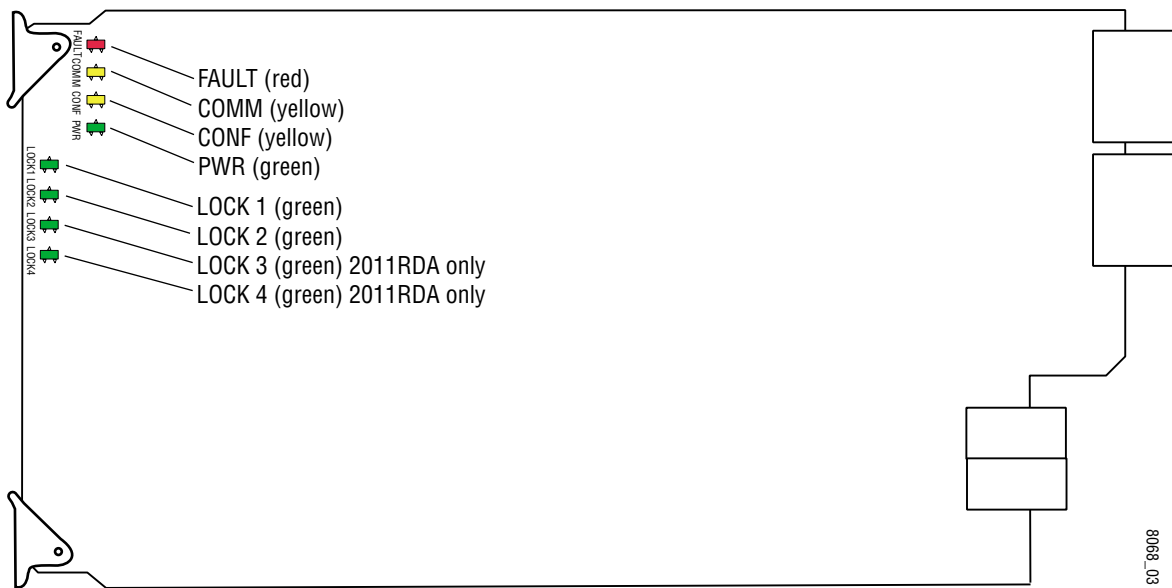 FAULT
COMM
CONF
PWR
LOCK1
LOCK2
LOCK3
LOCK4
FAULT (red)
COMM (yellow)
CONF (yellow)
PWR (green)
LOCK 1 (green)
LOCK 2 (green)
LOCK 3 (green) 2011RDA only
LOCK 4 (green) 2011RDA only
8068_03